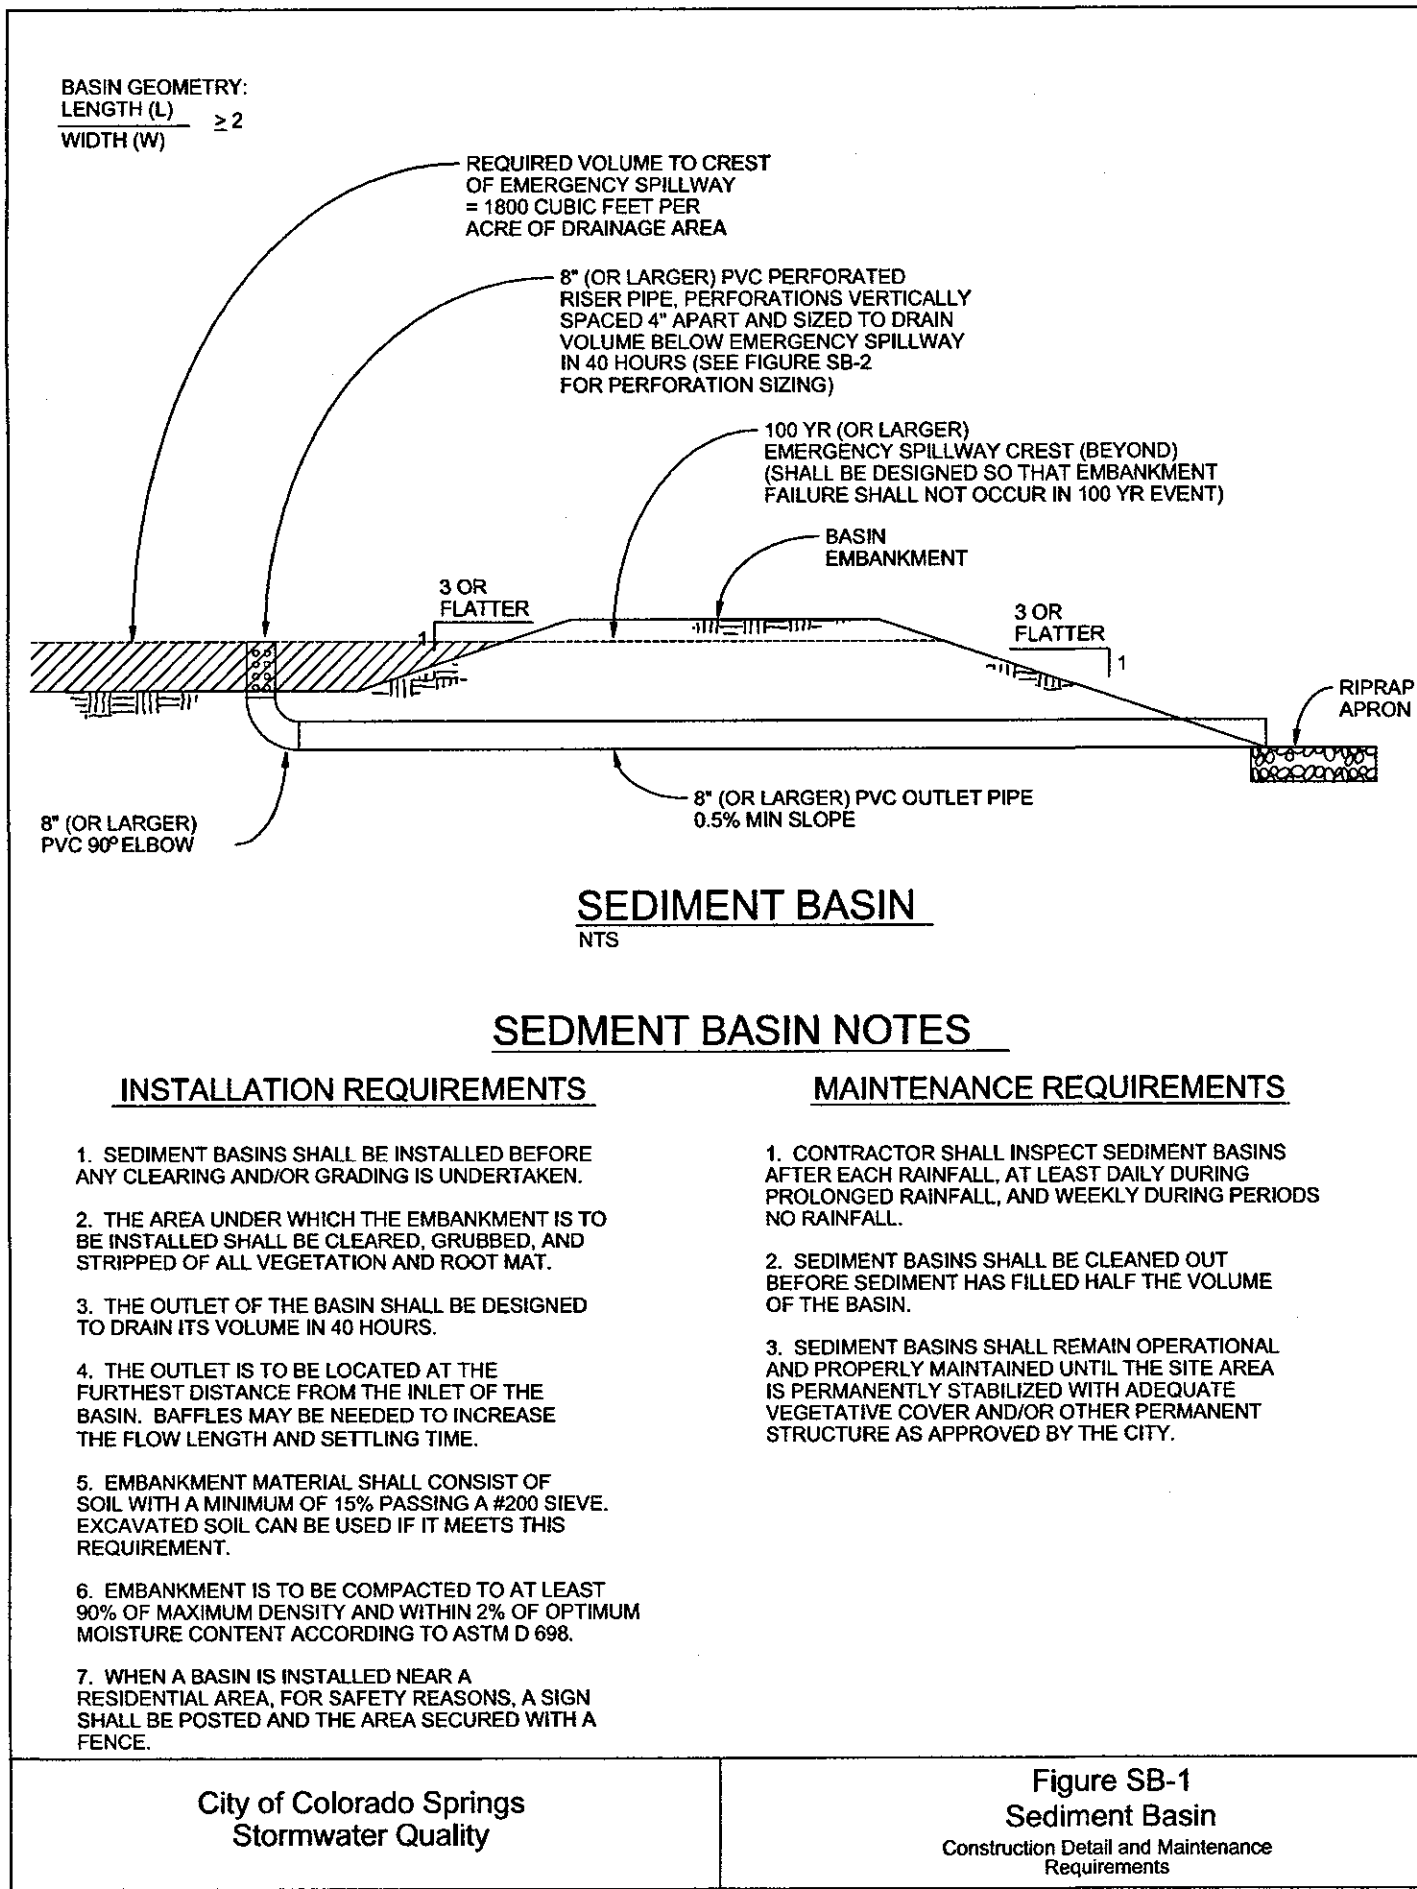 BASIN GEOMETRY:
LENGTH (L)
WIDTH (W)
≥ 2
REQUIRED VOLUME TO CREST
OF EMERGENCY SPILLWAY
= 1800 CUBIC FEET PER
ACRE OF DRAINAGE AREA
8" (OR LARGER) PVC PERFORATED
RISER PIPE, PERFORATIONS VERTICALLY
SPACED 4" APART AND SIZED TO DRAIN
VOLUME BELOW EMERGENCY SPILLWAY
IN 40 HOURS (SEE FIGURE SB-2
FOR PERFORATION SIZING)
100 YR (OR LARGER)
EMERGENCY SPILLWAY CREST (BEYOND)
(SHALL BE DESIGNED SO THAT EMBANKMENT
FAILURE SHALL NOT OCCUR IN 100 YR EVENT)
BASIN
EMBANKMENT
3 OR
FLATTER
1
3 OR
FLATTER
1
RIPRAP
APRON
8" (OR LARGER) PVC OUTLET PIPE
0.5% MIN SLOPE
8" (OR LARGER)
PVC 90° ELBOW
SEDIMENT BASIN
NTS
SEDMENT BASIN NOTES
INSTALLATION REQUIREMENTS
1. SEDIMENT BASINS SHALL BE INSTALLED BEFORE
ANY CLEARING AND/OR GRADING IS UNDERTAKEN.
2. THE AREA UNDER WHICH THE EMBANKMENT IS TO
BE INSTALLED SHALL BE CLEARED, GRUBBED, AND
STRIPPED OF ALL VEGETATION AND ROOT MAT.
3. THE OUTLET OF THE BASIN SHALL BE DESIGNED
TO DRAIN ITS VOLUME IN 40 HOURS.
4. THE OUTLET IS TO BE LOCATED AT THE
FURTHEST DISTANCE FROM THE INLET OF THE
BASIN. BAFFLES MAY BE NEEDED TO INCREASE
THE FLOW LENGTH AND SETTLING TIME.
5. EMBANKMENT MATERIAL SHALL CONSIST OF
SOIL WITH A MINIMUM OF 15% PASSING A #200 SIEVE.
EXCAVATED SOIL CAN BE USED IF IT MEETS THIS
REQUIREMENT.
6. EMBANKMENT IS TO BE COMPACTED TO AT LEAST
90% OF MAXIMUM DENSITY AND WITHIN 2% OF OPTIMUM
MOISTURE CONTENT ACCORDING TO ASTM D 698.
7. WHEN A BASIN IS INSTALLED NEAR A
RESIDENTIAL AREA, FOR SAFETY REASONS, A SIGN
SHALL BE POSTED AND THE AREA SECURED WITH A
FENCE.
MAINTENANCE REQUIREMENTS
1. CONTRACTOR SHALL INSPECT SEDIMENT BASINS
AFTER EACH RAINFALL, AT LEAST DAILY DURING
PROLONGED RAINFALL, AND WEEKLY DURING PERIODS
NO RAINFALL.
2. SEDIMENT BASINS SHALL BE CLEANED OUT
BEFORE SEDIMENT HAS FILLED HALF THE VOLUME
OF THE BASIN.
3. SEDIMENT BASINS SHALL REMAIN OPERATIONAL
AND PROPERLY MAINTAINED UNTIL THE SITE AREA
IS PERMANENTLY STABILIZED WITH ADEQUATE
VEGETATIVE COVER AND/OR OTHER PERMANENT
STRUCTURE AS APPROVED BY THE CITY.
City of Colorado Springs
Stormwater Quality
Figure SB-1
Sediment Basin
Construction Detail and Maintenance
Requirements